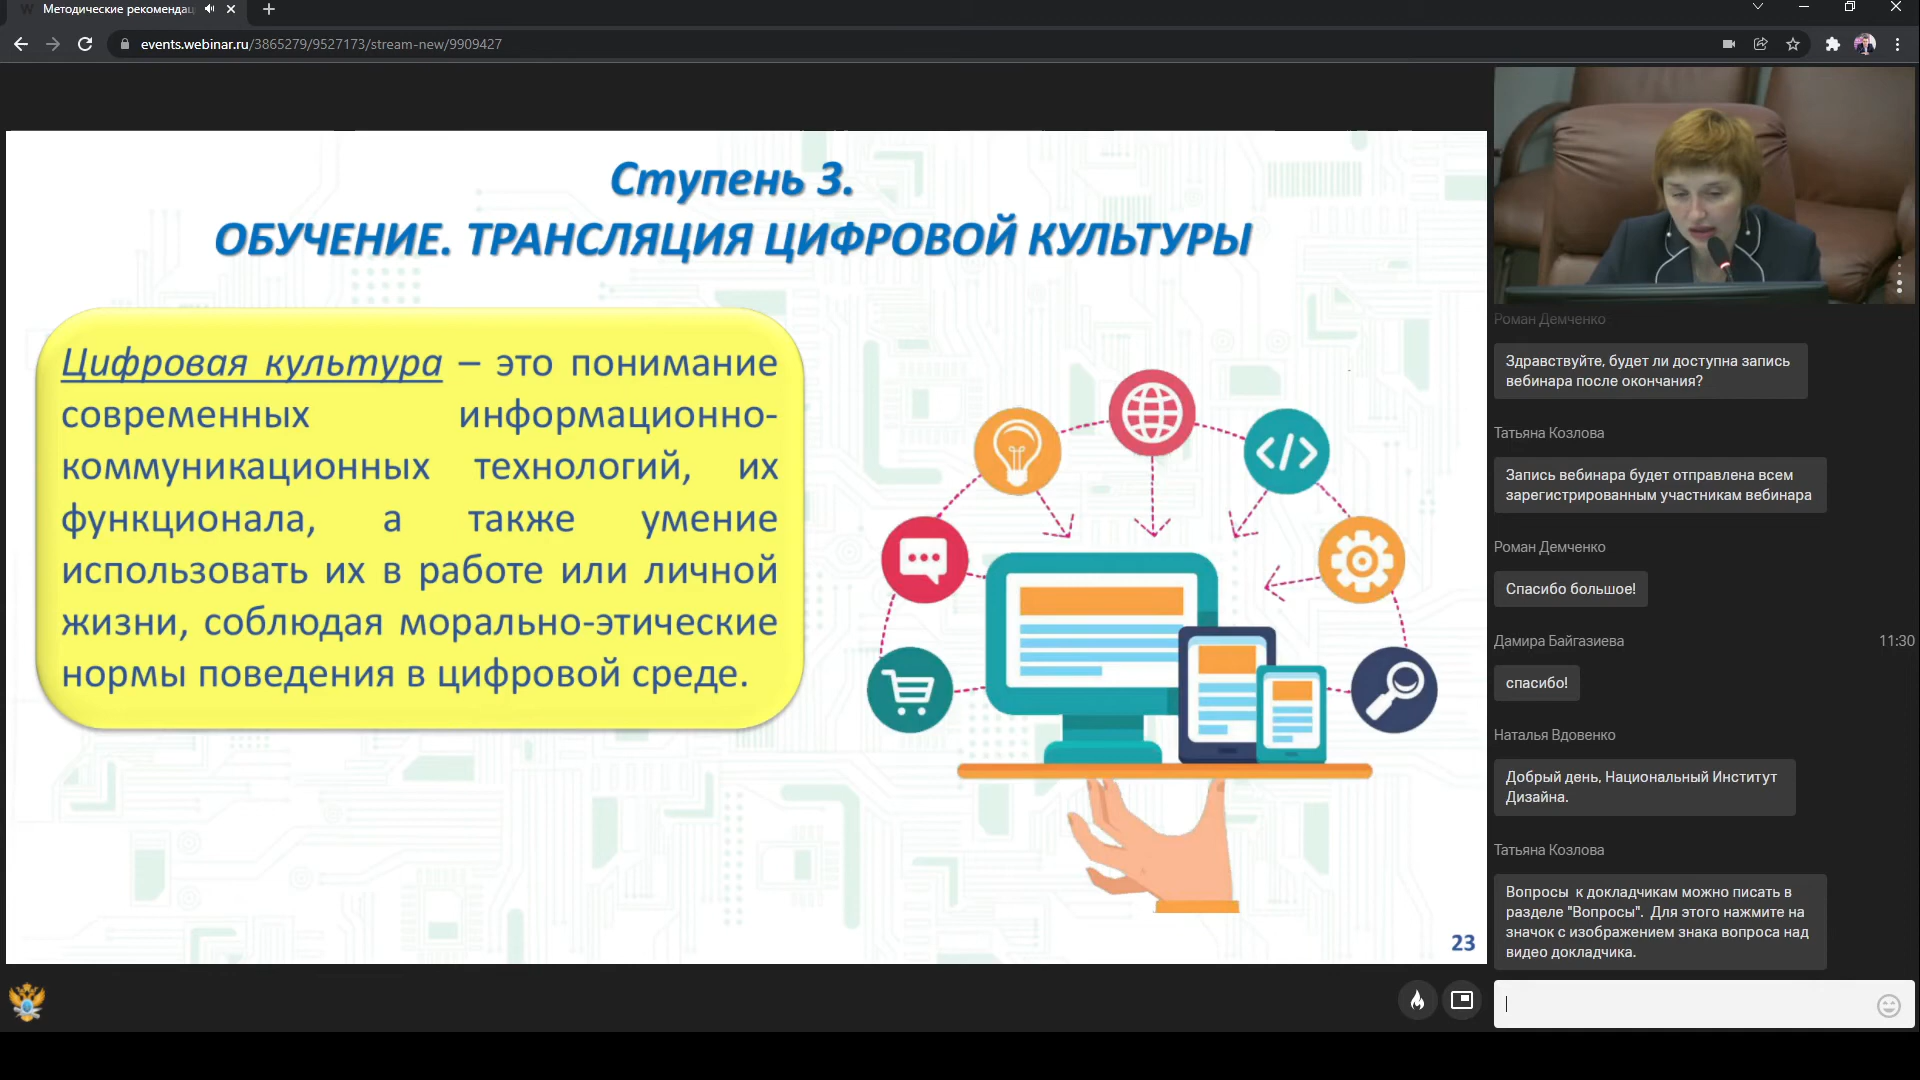 Методические рекоменда
events.webinar.ru/3865279/9527173/stream-new/9909427
Ступень 3.
ОБУЧЕНИЕ. ТРАНСЛЯЦИЯ ЦИФРОВОЙ КУЛЬТУРЫ
Цифровая культура – это понимание
современных информационно-
коммуникационных технологий, их
функционала, а также умение
использовать их в работе или личной
жизни, соблюдая морально-этические
нормы поведения в цифровой среде.
23
Роман Демченко
Здравствуйте, будет ли доступна запись
вебинара после окончания?
Татьяна Козлова
Запись вебинара будет отправлена всем
зарегистрированным участникам вебинара
Роман Демченко
Спасибо большое!
Дамира Байгазиева 11:30
спасибо!
Наталья Вдовенко
Добрый день, Национальный Институт
Дизайна.
Татьяна Козлова
Вопросы к докладчикам можно писать в
разделе "Вопросы". Для этого нажмите на
значок с изображением знака вопроса над
видео докладчика.